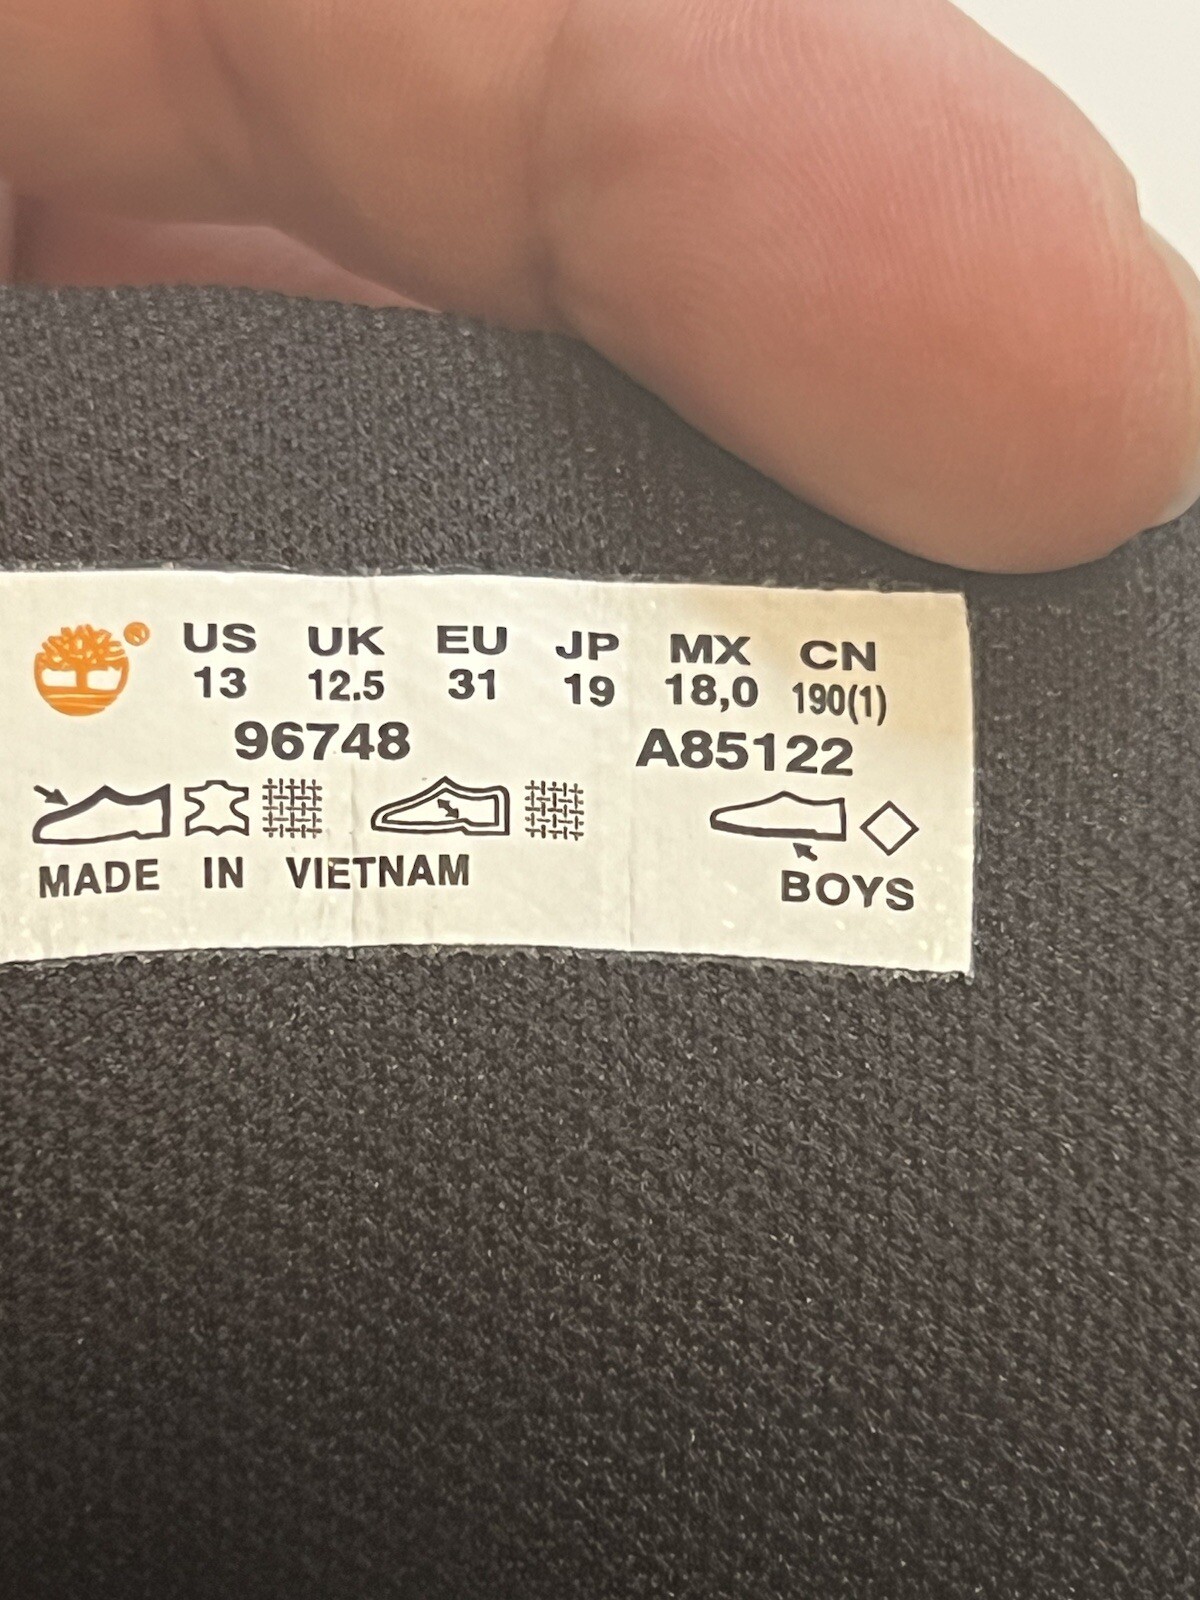 ® US UK EU JP MX CN
13 12.5 31 19 18,0 190(1)
96748 A85122
MADE IN VIETNAM BOYS